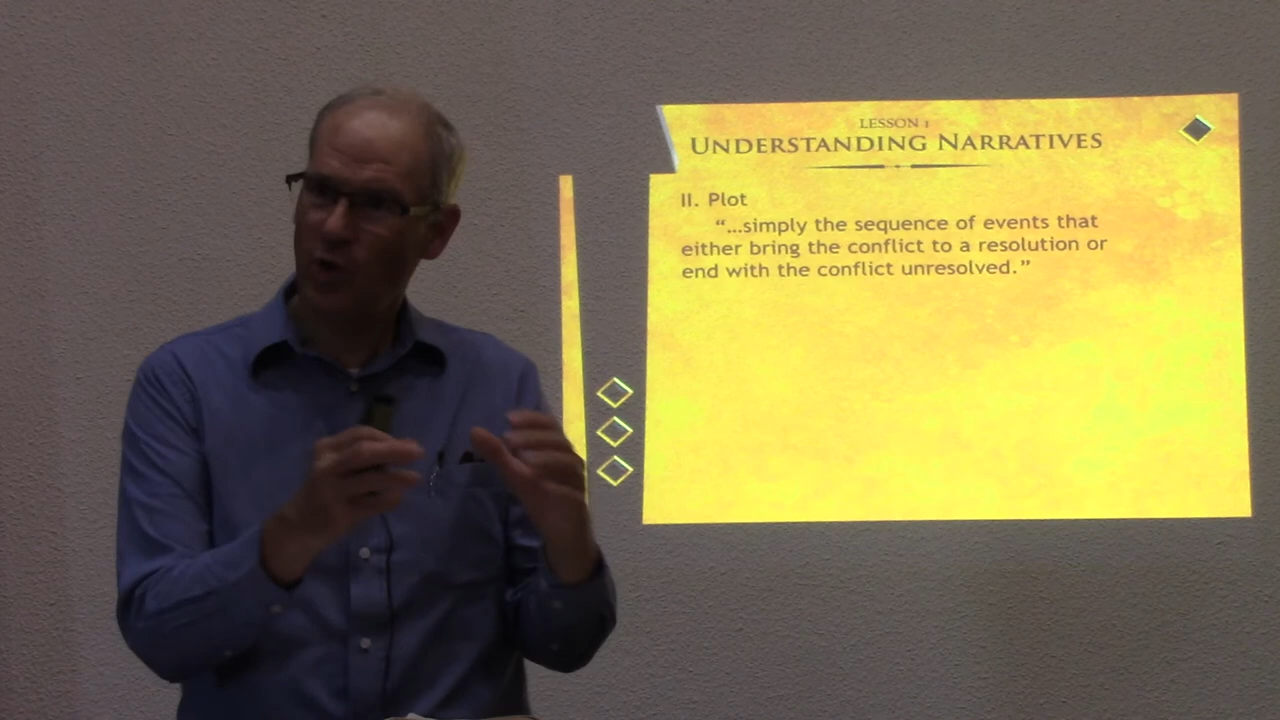 LESSON 1
UNDERSTANDING NARRATIVES
II. Plot
“...simply the sequence of events that
either bring the conflict to a resolution or
end with the conflict unresolved.”